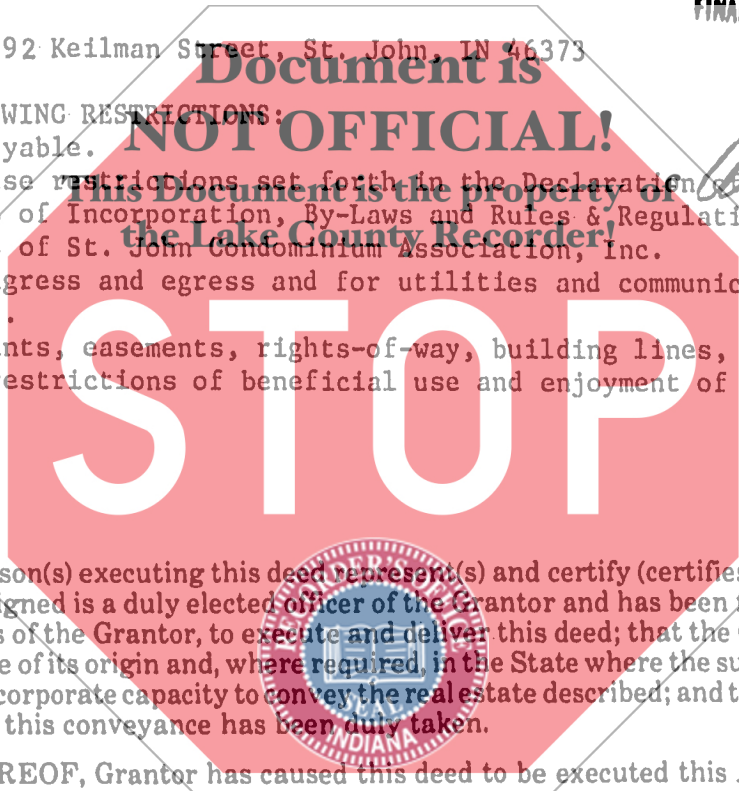 FINA
92 Keilman Street, St. John, IN 46373
Document is
WING RESTRICTIONS:
NOT OFFICIAL!
yable.
se restrictions set forth in the Declaration of
This Document is the property of
of Incorporation, By-Laws and Rules & Regulati
the Lake County Recorder!
of St. John Condominium Association, Inc.
gress and egress and for utilities and communic
.
nts, easements, rights-of-way, building lines,
estrictions of beneficial use and enjoyment of
STOP
son(s) executing this deed represent(s) and certify (certifie
igned is a duly elected officer of the Grantor and has been f
s of the Grantor, to execute and deliver this deed; that the
e of its origin and, where required, in the State where the su
corporate capacity to convey the real estate described; and t
this conveyance has been duly taken.
RECORDER'S OFFICE
SEAL
INDIANA
REOF, Grantor has caused this deed to be executed this